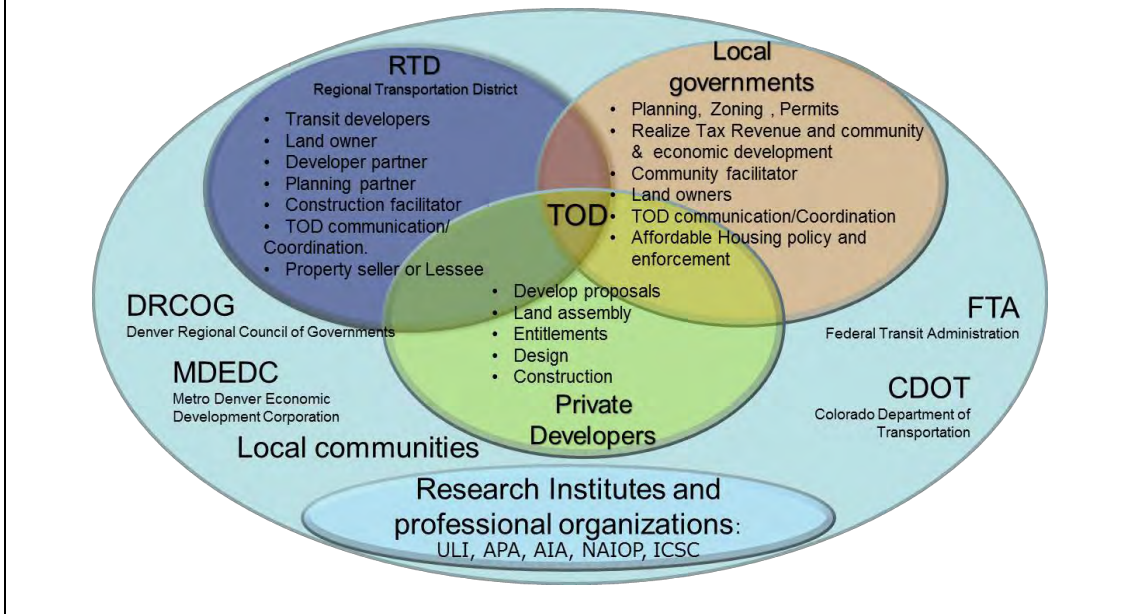 RTD
Regional Transportation District
• Transit developers
• Land owner
• Developer partner
• Planning partner
• Construction facilitator
• TOD communication/
Coordination.
• Property seller or Lessee
Local
governments
• Planning, Zoning , Permits
• Realize Tax Revenue and community
& economic development
• Community facilitator
• Land owners
• TOD communication/Coordination
• Affordable Housing policy and
enforcement
TOD
• Develop proposals
• Land assembly
• Entitlements
• Design
• Construction
Private
Developers
DRCOG
Denver Regional Council of Governments
MDEDC
Metro Denver Economic
Development Corporation
Local communities
FTA
Federal Transit Administration
CDOT
Colorado Department of
Transportation
Research Institutes and
professional organizations:
ULI, APA, AIA, NAIOP, ICSC